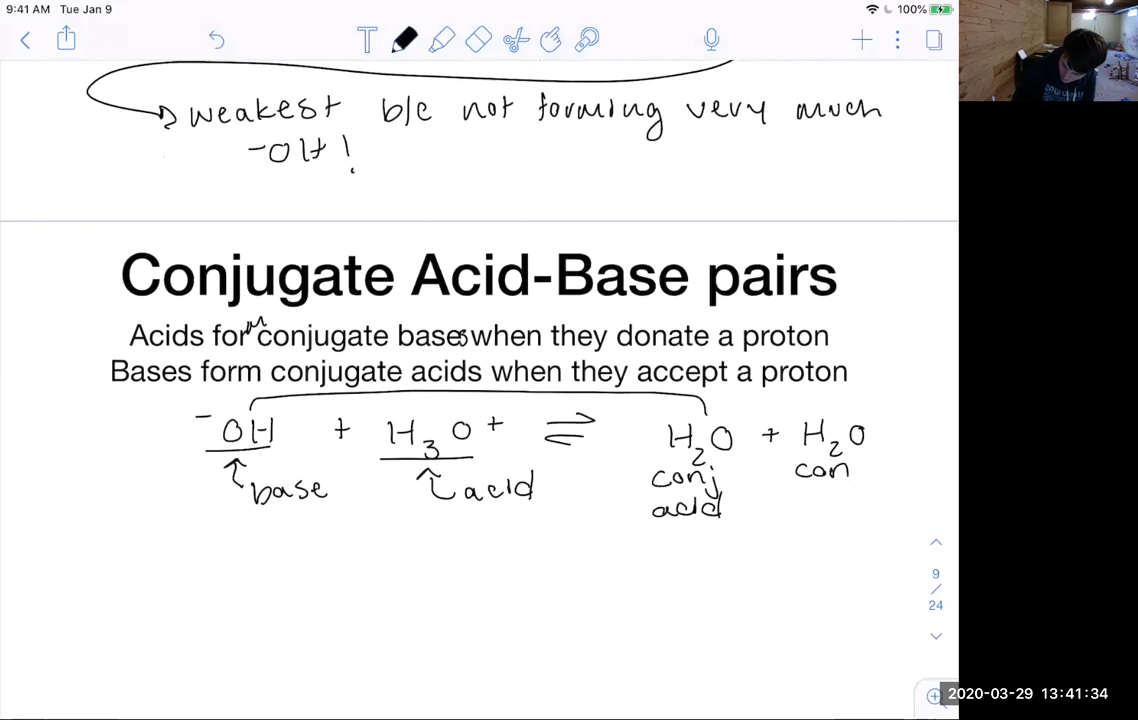 9:41 AM Tue Jan 9
100%
weakest b/c not forming very much
-OH!
Conjugate Acid-Base pairs
Acids form conjugate bases when they donate a proton
Bases form conjugate acids when they accept a proton
-OH + H3O+ ⇌ H2O + H2O
base acid conj con
acid
9
/
24
2020-03-29 13:41:34